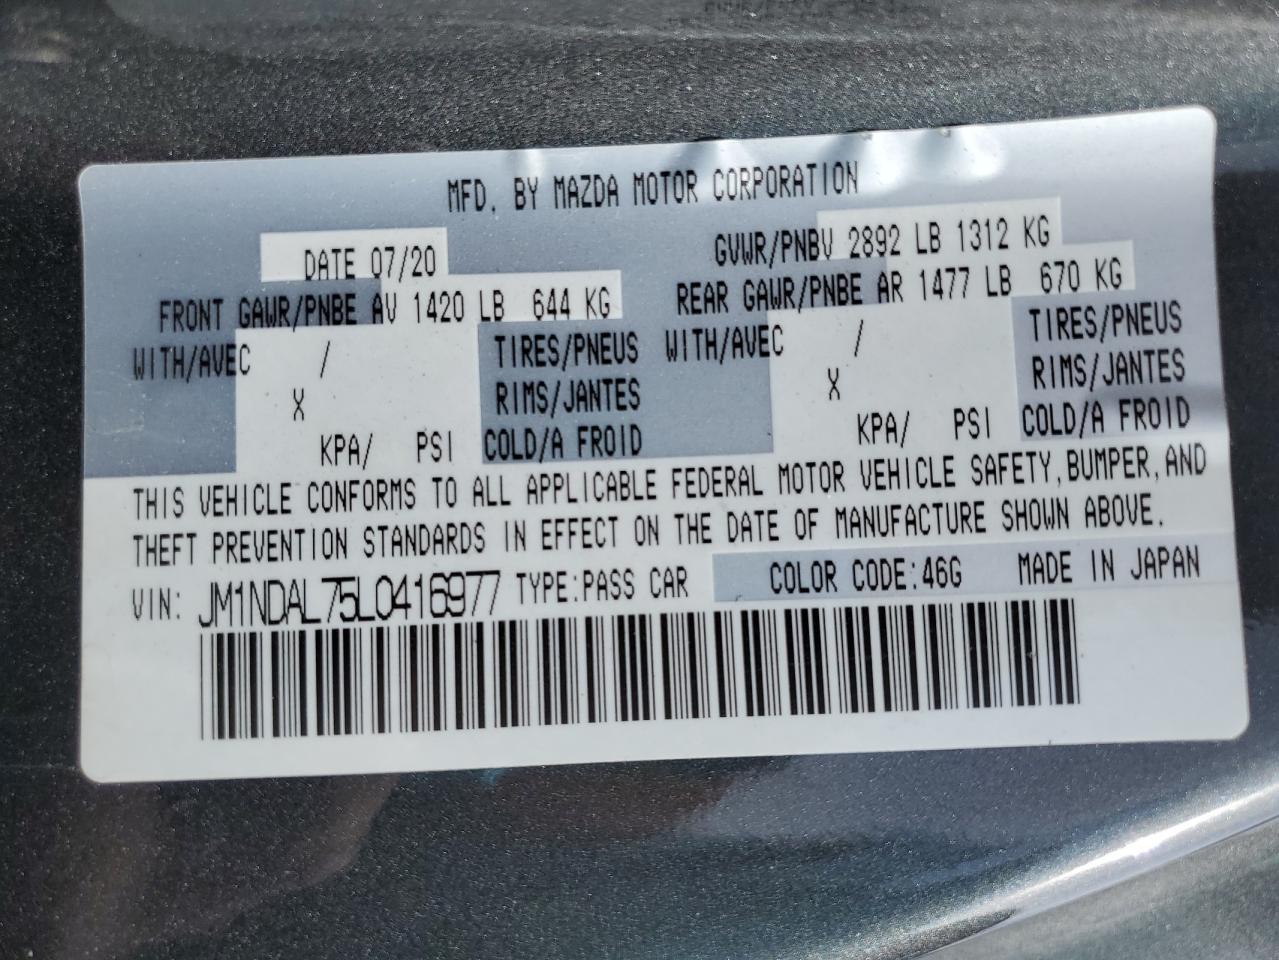 MFD. BY MAZDA MOTOR CORPORATION
DATE 07/20 GVWR/PNBV 2892 LB 1312 KG
FRONT GAWR/PNBE AV 1420 LB 644 KG REAR GAWR/PNBE AR 1477 LB 670 KG
WITH/AVEC / TIRES/PNEUS WITH/AVEC / TIRES/PNEUS
X RIMS/JANTES X RIMS/JANTES
KPA/ PSI COLD/A FROID KPA/ PSI COLD/A FROID
THIS VEHICLE CONFORMS TO ALL APPLICABLE FEDERAL MOTOR VEHICLE SAFETY, BUMPER, AND
THEFT PREVENTION STANDARDS IN EFFECT ON THE DATE OF MANUFACTURE SHOWN ABOVE.
VIN: JM1NDAL75L0416977 TYPE:PASS CAR COLOR CODE:46G MADE IN JAPAN